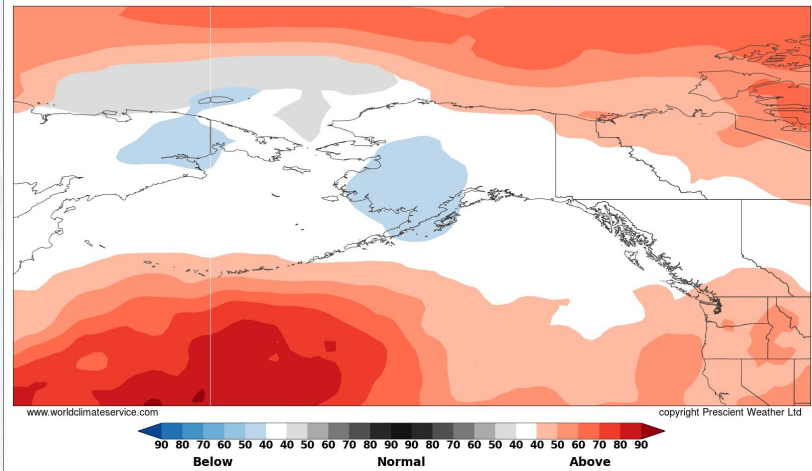 www.worldclimateservice.com copyright Prescient Weather Ltd
90 80 70 60 50 40 40 50 60 70 80 90 90 80 70 60 50 40 40 50 60 70 80 90
Below Normal Above